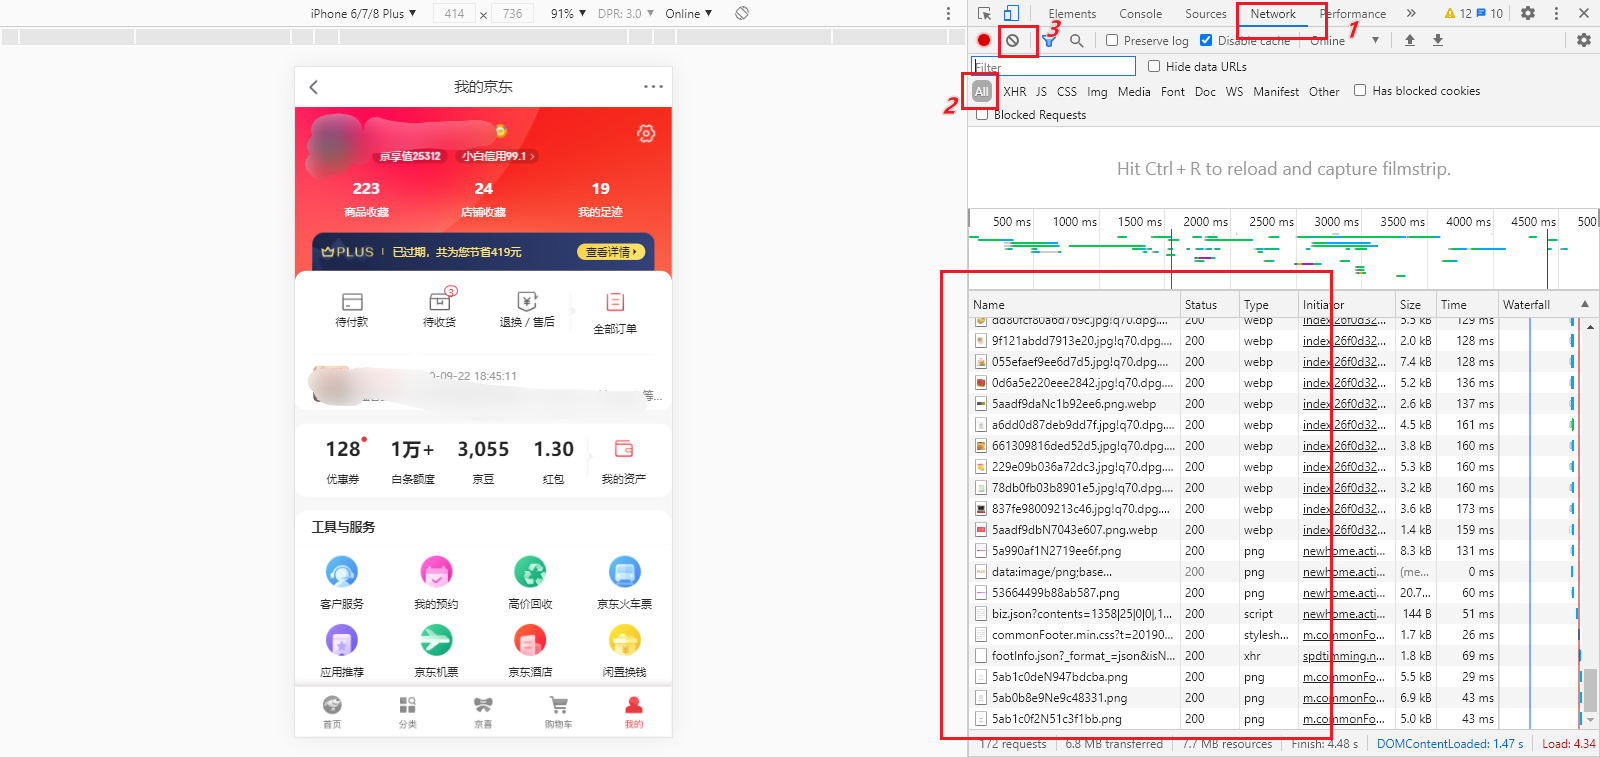 iPhone 6/7/8 Plus ▼ 414 × 736 91% ▼ DPR: 3.0 ▼ Online ▼
Elements Console Sources Network Performance » 12 10
1
3
Preserve log Disable cache Online ▼
Filter Hide data URLs
2
All XHR JS CSS Img Media Font Doc WS Manifest Other Has blocked cookies
Blocked Requests
Hit Ctrl + R to reload and capture filmstrip.
500 ms 1000 ms 1500 ms 2000 ms 2500 ms 3000 ms 3500 ms 4000 ms 4500 ms 500
Name Status Type Initiator Size Time Waterfall
dd80fcf80a6d769c.jpg!q70.dpg.... 200 webp index.26f0d32... 5.5 kB 129 ms
9f121abdd7913e20.jpg!q70.dpg.... 200 webp index.26f0d32... 2.0 kB 128 ms
055efaef9ee6d7d5.jpg!q70.dpg.... 200 webp index.26f0d32... 7.4 kB 128 ms
0d6a5e220eee2842.jpg!q70.dpg.... 200 webp index.26f0d32... 5.2 kB 136 ms
5aadf9daNc1b92ee6.png.webp 200 webp index.26f0d32... 2.6 kB 137 ms
a6dd0d87deb9dd7f.jpg!q70.dpg.... 200 webp index.26f0d32... 4.5 kB 161 ms
661309816ded52d5.jpg!q70.dpg.... 200 webp index.26f0d32... 3.8 kB 160 ms
229e09b036a72dc3.jpg!q70.dpg.... 200 webp index.26f0d32... 5.3 kB 160 ms
78db0fb03b8901e5.jpg!q70.dpg.... 200 webp index.26f0d32... 3.2 kB 160 ms
837fe98009213c46.jpg!q70.dpg.... 200 webp index.26f0d32... 3.6 kB 173 ms
5aadf9dbN7043e607.png.webp 200 webp index.26f0d32... 1.4 kB 159 ms
5a990af1N2719ee6f.png 200 png newhome.acti... 8.3 kB 131 ms
data:image/png;base... 200 png newhome.acti... (me... 0 ms
53664499b88ab587.png 200 png newhome.acti... 20.7... 60 ms
biz.json?contents=1358|25|0|0|,1... 200 script newhome.acti... 144 B 51 ms
commonFooter.min.css?t=20190... 200 stylesh... m.commonFo... 1.7 kB 26 ms
footInfo.json?_format_=json&isN... 200 xhr spdtimming.n... 1.8 kB 69 ms
5ab1c0deN947bdcba.png 200 png m.commonFo... 5.5 kB 29 ms
5ab0b8e9Ne9c48331.png 200 png m.commonFo... 6.9 kB 43 ms
5ab1c0f2N51c3f1bb.png 200 png m.commonFo... 5.0 kB 43 ms
172 requests 6.8 MB transferred 7.7 MB resources Finish: 4.48 s DOMContentLoaded: 1.47 s Load: 4.34
我的京东
京享值25312 小白信用99.1 >
223 24 19
商品收藏 店铺收藏 我的足迹
PLUS 已过期，共为您节省419元 查看详情
3
待付款 待收货 退换 / 售后 全部订单
0-09-22 18:45:11
等...
128 1万+ 3,055 1.30
优惠券 白条额度 京豆 红包 我的资产
工具与服务
客户服务 我的预约 高价回收 京东火车票
应用推荐 京东机票 京东酒店 闲置换钱
首页 分类 京喜 购物车 我的